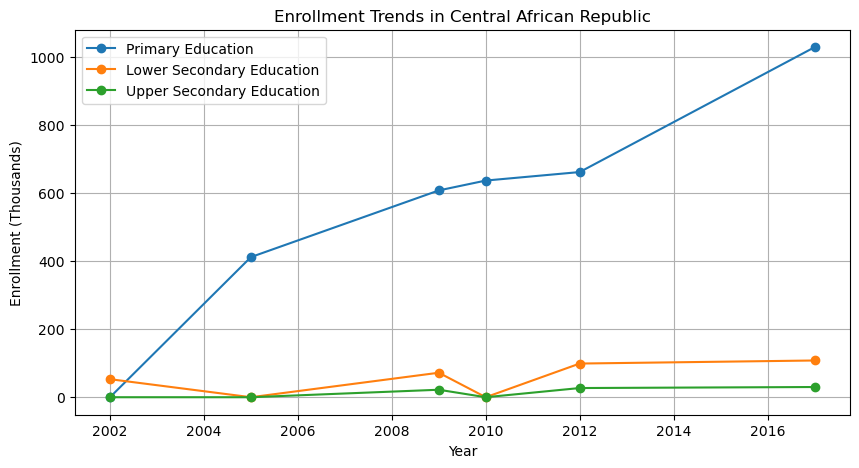 Enrollment Trends in Central African Republic
Primary Education
Lower Secondary Education
Upper Secondary Education
Enrollment (Thousands)
1000
800
600
400
200
0
2002 2004 2006 2008 2010 2012 2014 2016
Year